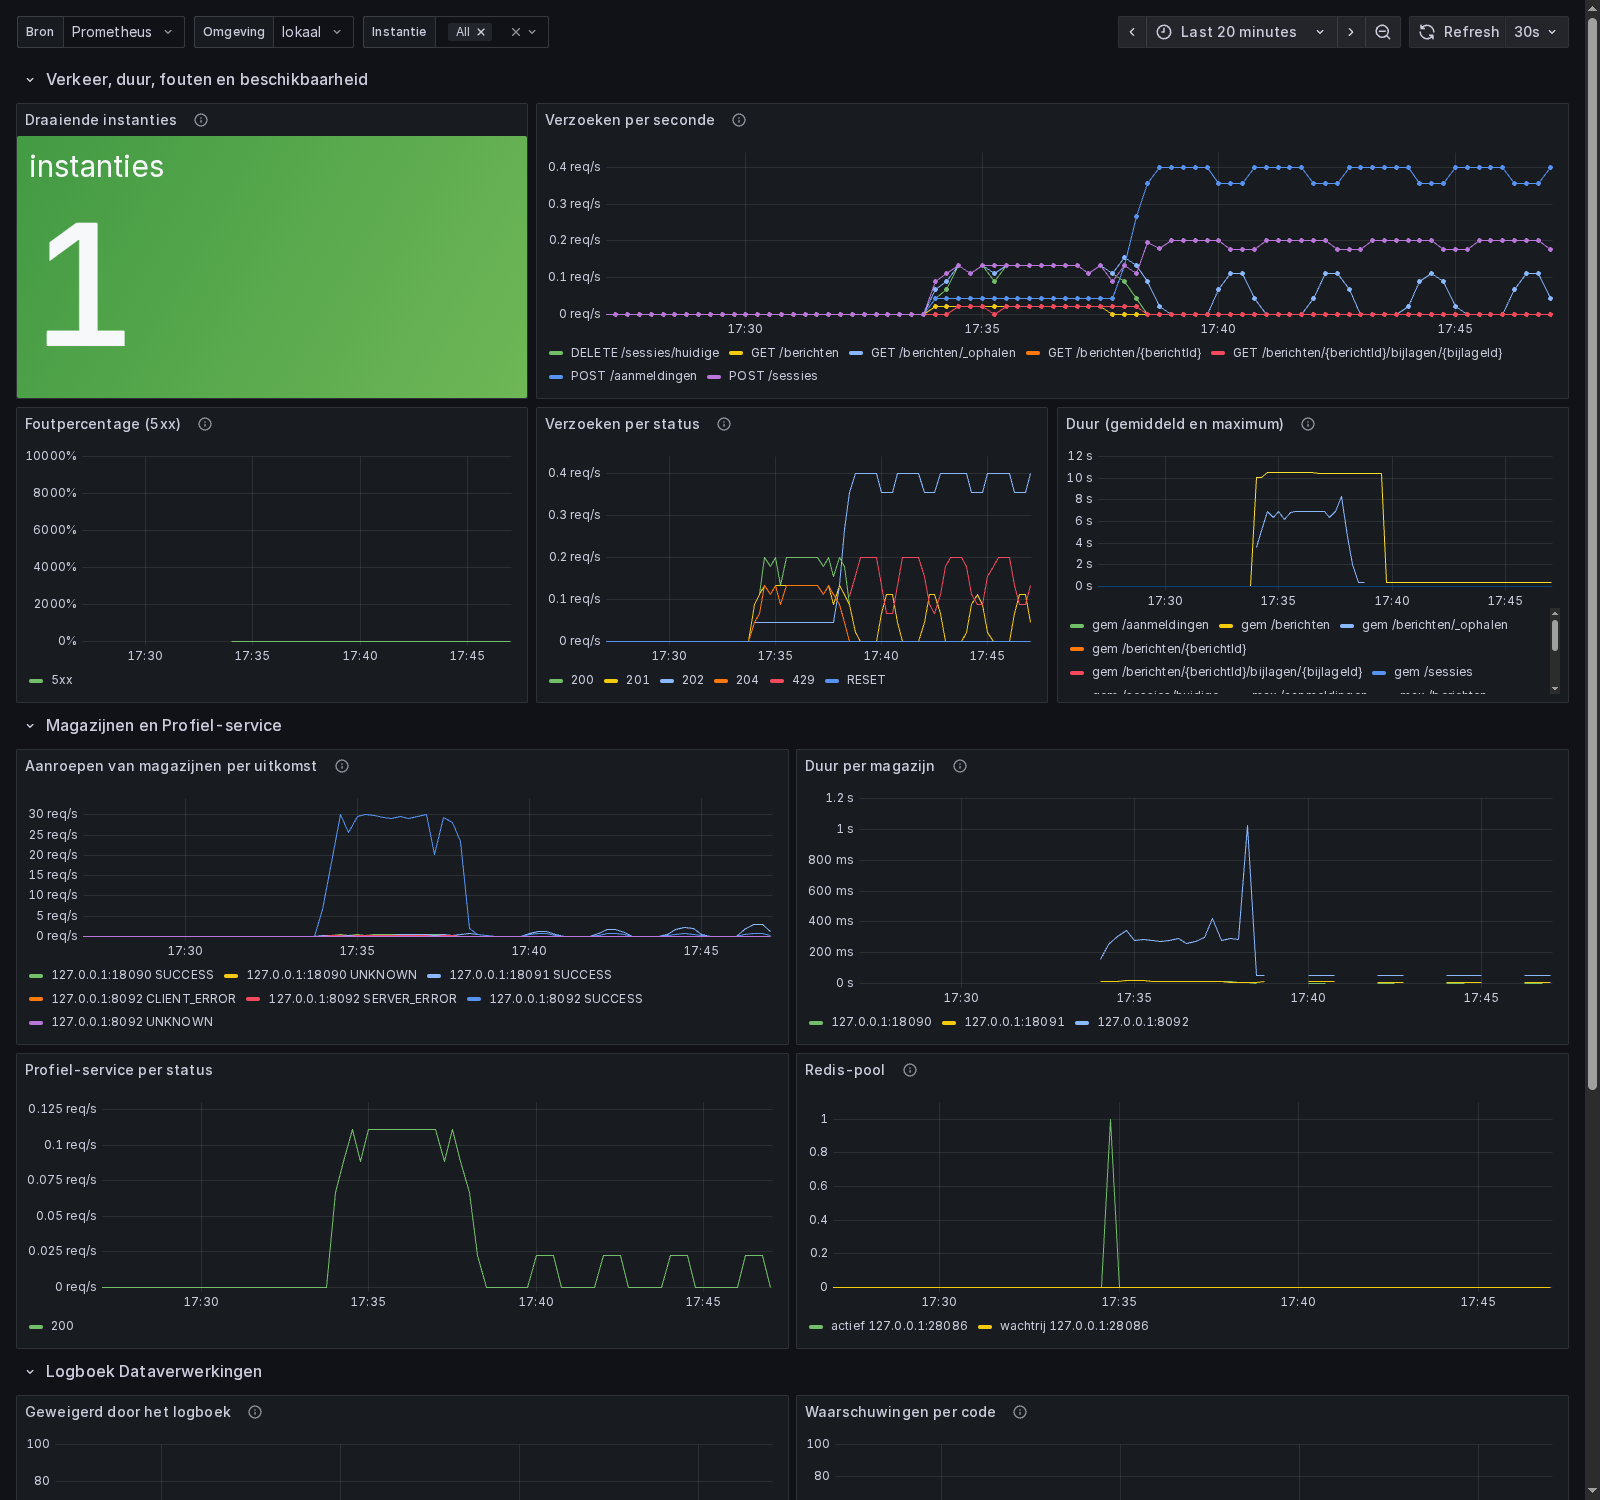 Bron Prometheus Omgeving lokaal Instantie All Last 20 minutes Refresh 30s
Verkeer, duur, fouten en beschikbaarheid
Draaiende instanties
instanties
1
Verzoeken per seconde
0.4 req/s
0.3 req/s
0.2 req/s
0.1 req/s
0 req/s
17:30 17:35 17:40 17:45
DELETE /sessies/huidige GET /berichten GET /berichten/_ophalen GET /berichten/{berichtId} GET /berichten/{berichtId}/bijlagen/{bijlageId}
POST /aanmeldingen POST /sessies
Foutpercentage (5xx)
10000%
8000%
6000%
4000%
2000%
0%
17:30 17:35 17:40 17:45
5xx
Verzoeken per status
0.4 req/s
0.3 req/s
0.2 req/s
0.1 req/s
0 req/s
17:30 17:35 17:40 17:45
200 201 202 204 429 RESET
Duur (gemiddeld en maximum)
12 s
10 s
8 s
6 s
4 s
2 s
0 s
17:30 17:35 17:40 17:45
gem /aanmeldingen gem /berichten gem /berichten/_ophalen
gem /berichten/{berichtId}
gem /berichten/{berichtId}/bijlagen/{bijlageId} gem /sessies
gem /sessies/huidige max /aanmeldingen max /berichten
Magazijnen en Profiel-service
Aanroepen van magazijnen per uitkomst
30 req/s
25 req/s
20 req/s
15 req/s
10 req/s
5 req/s
0 req/s
17:30 17:35 17:40 17:45
127.0.0.1:18090 SUCCESS 127.0.0.1:18090 UNKNOWN 127.0.0.1:18091 SUCCESS
127.0.0.1:8092 CLIENT_ERROR 127.0.0.1:8092 SERVER_ERROR 127.0.0.1:8092 SUCCESS
127.0.0.1:8092 UNKNOWN
Duur per magazijn
1.2 s
1 s
800 ms
600 ms
400 ms
200 ms
0 s
17:30 17:35 17:40 17:45
127.0.0.1:18090 127.0.0.1:18091 127.0.0.1:8092
Profiel-service per status
0.125 req/s
0.1 req/s
0.075 req/s
0.05 req/s
0.025 req/s
0 req/s
17:30 17:35 17:40 17:45
200
Redis-pool
1
0.8
0.6
0.4
0.2
0
17:30 17:35 17:40 17:45
actief 127.0.0.1:28086 wachtrij 127.0.0.1:28086
Logboek Dataverwerkingen
Geweigerd door het logboek
100
80
Waarschuwingen per code
100
80